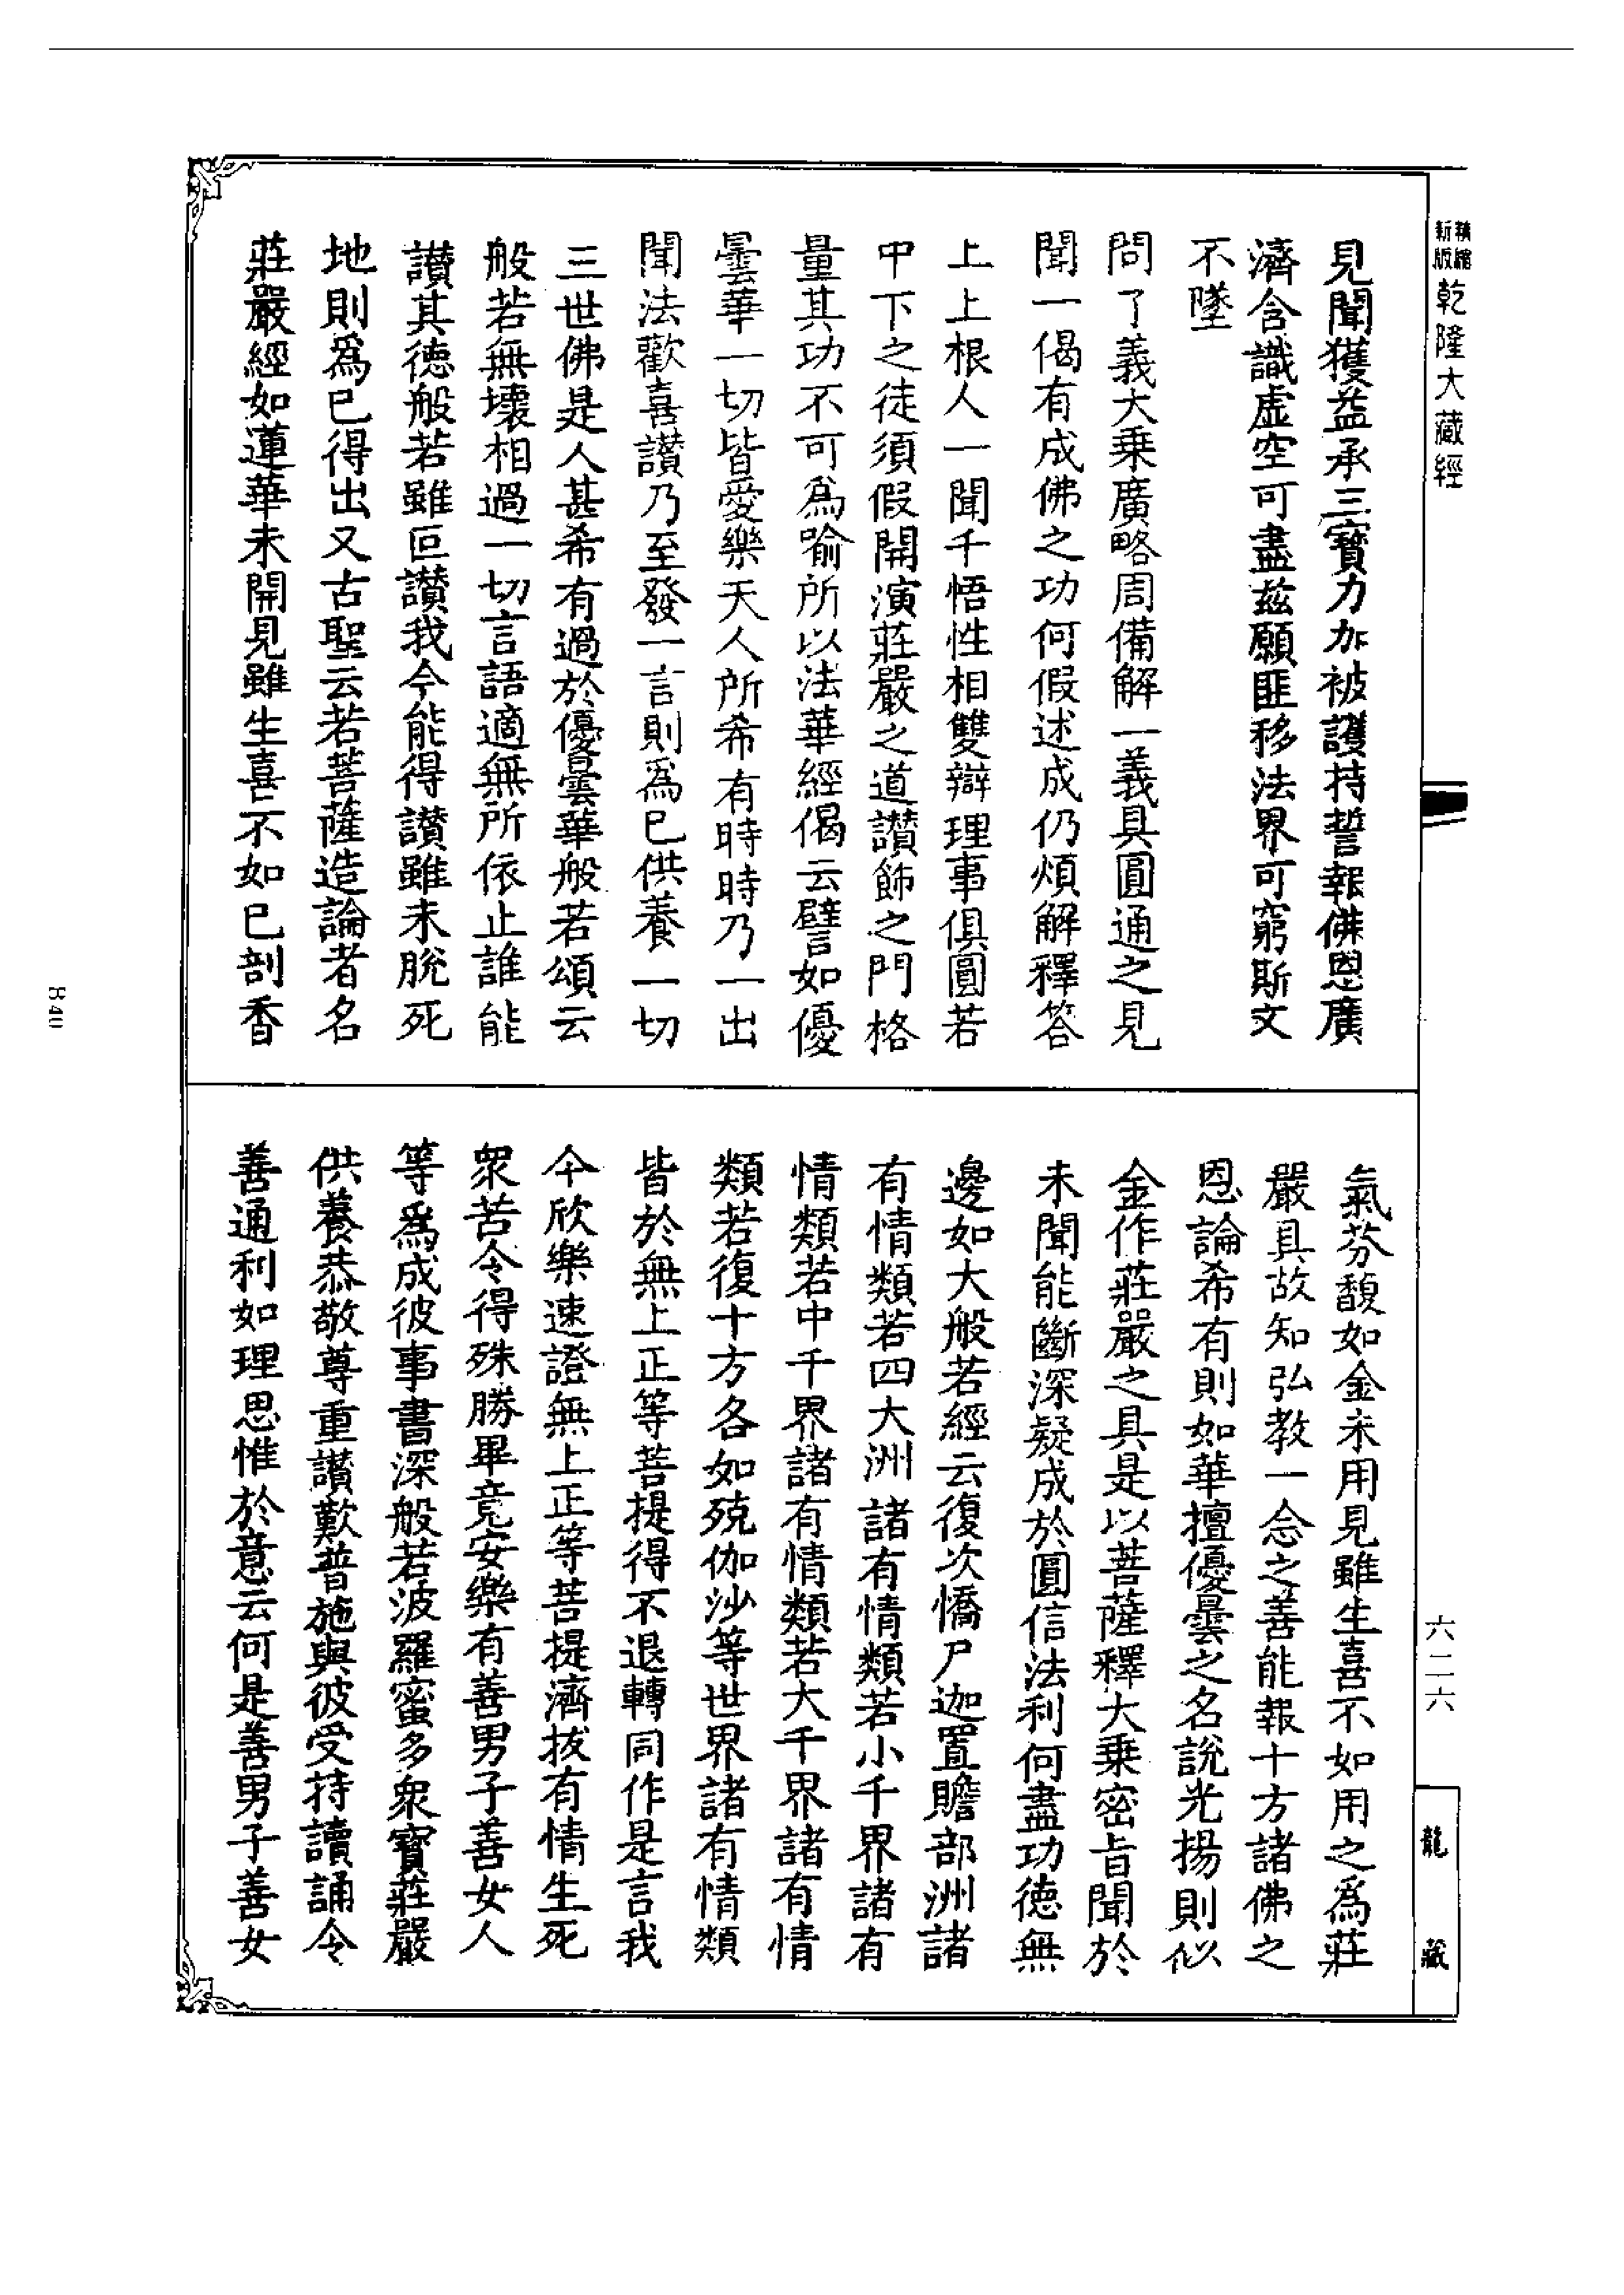 新版
精縮
乾隆大藏經
見聞獲益承三寶力加被護持誓報佛恩廣
濟含識虛空可盡茲願匪移法界可窮斯文
不墜
問了義大乘廣略周備解一義具圓通之見
聞一偈有成佛之功何假述成仍煩解釋答
上上根人一聞千悟性相雙辯理事俱圓若
中下之徒須假開演莊嚴之道讚飾之門格
量其功不可為喻所以法華經偈云譬如優
曇華一切皆愛樂天人所希有時時乃一出
聞法歡喜讚乃至發一言則為已供養一切
三世佛是人甚希有過於優曇華般若頌云
般若無壞相過一切言語適無所依止誰能
讚其德般若雖叵讚我今能得讚雖未脫死
地則為已得出又古聖云若菩薩造論者名
莊嚴經如蓮華未開見雖生喜不如已剖香
氣芬馥如金未用見雖生喜不如用之為莊
嚴具故知弘教一念之善能報十方諸佛之
恩論希有則如華擅優曇之名說光揚則似
金作莊嚴之具是以菩薩釋大乘密旨聞於
未聞能斷深疑成於圓信法利何盡功德無
邊如大般若經云復次憍尸迦置贍部洲諸
有情類若四大洲諸有情類若小千界諸有
情類若中千界諸有情類若大千界諸有情
類若復十方各如殑伽沙等世界諸有情類
皆於無上正等菩提得不退轉同作是言我
今欣樂速證無上正等菩提濟拔有情生死
眾苦令得殊勝畢竟安樂有善男子善女人
等為成彼事書深般若波羅蜜多眾寶莊嚴
供養恭敬尊重讚歎普施與彼受持讀誦令
善通利如理思惟於意云何是善男子善女
六二六
龍藏
B40